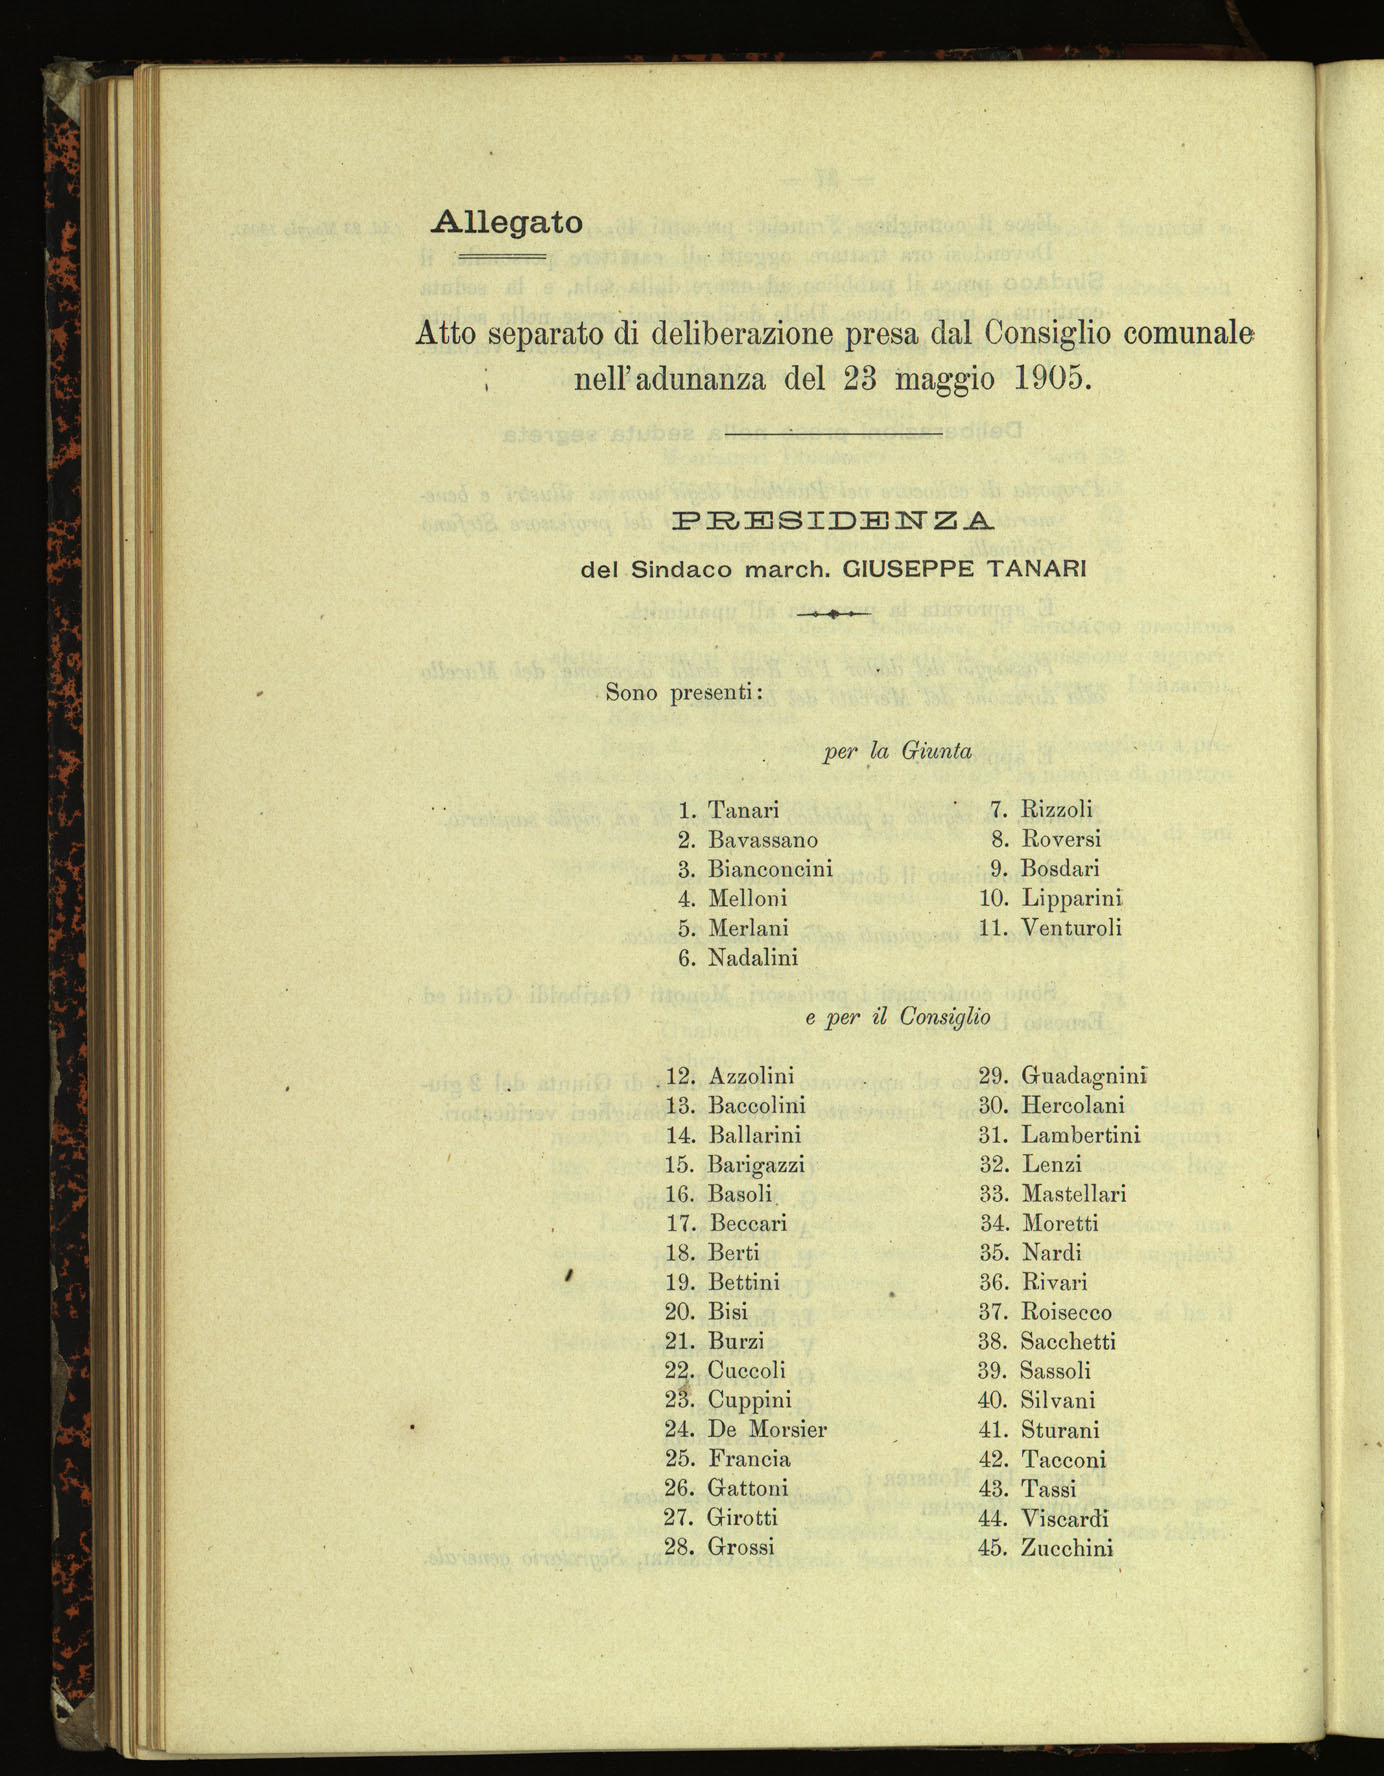 Allegato
Atto separato di deliberazione presa dal Consiglio comunale
nell'adunanza del 23 maggio 1905.
PRESIDENZA
del Sindaco march. GIUSEPPE TANARI
Sono presenti:
per la Giunta
1. Tanari
2. Bavassano
3. Bianconcini
4. Melloni
5. Merlani
6. Nadalini
7. Rizzoli
8. Roversi
9. Bosdari
10. Lipparini
11. Venturoli
e per il Consiglio
12. Azzolini
13. Baccolini
14. Ballarini
15. Barigazzi
16. Basoli
17. Beccari
18. Berti
19. Bettini
20. Bisi
21. Burzi
22. Cuccoli
23. Cuppini
24. De Morsier
25. Francia
26. Gattoni
27. Girotti
28. Grossi
29. Guadagnini
30. Hercolani
31. Lambertini
32. Lenzi
33. Mastellari
34. Moretti
35. Nardi
36. Rivari
37. Roisecco
38. Sacchetti
39. Sassoli
40. Silvani
41. Sturani
42. Tacconi
43. Tassi
44. Viscardi
45. Zucchini